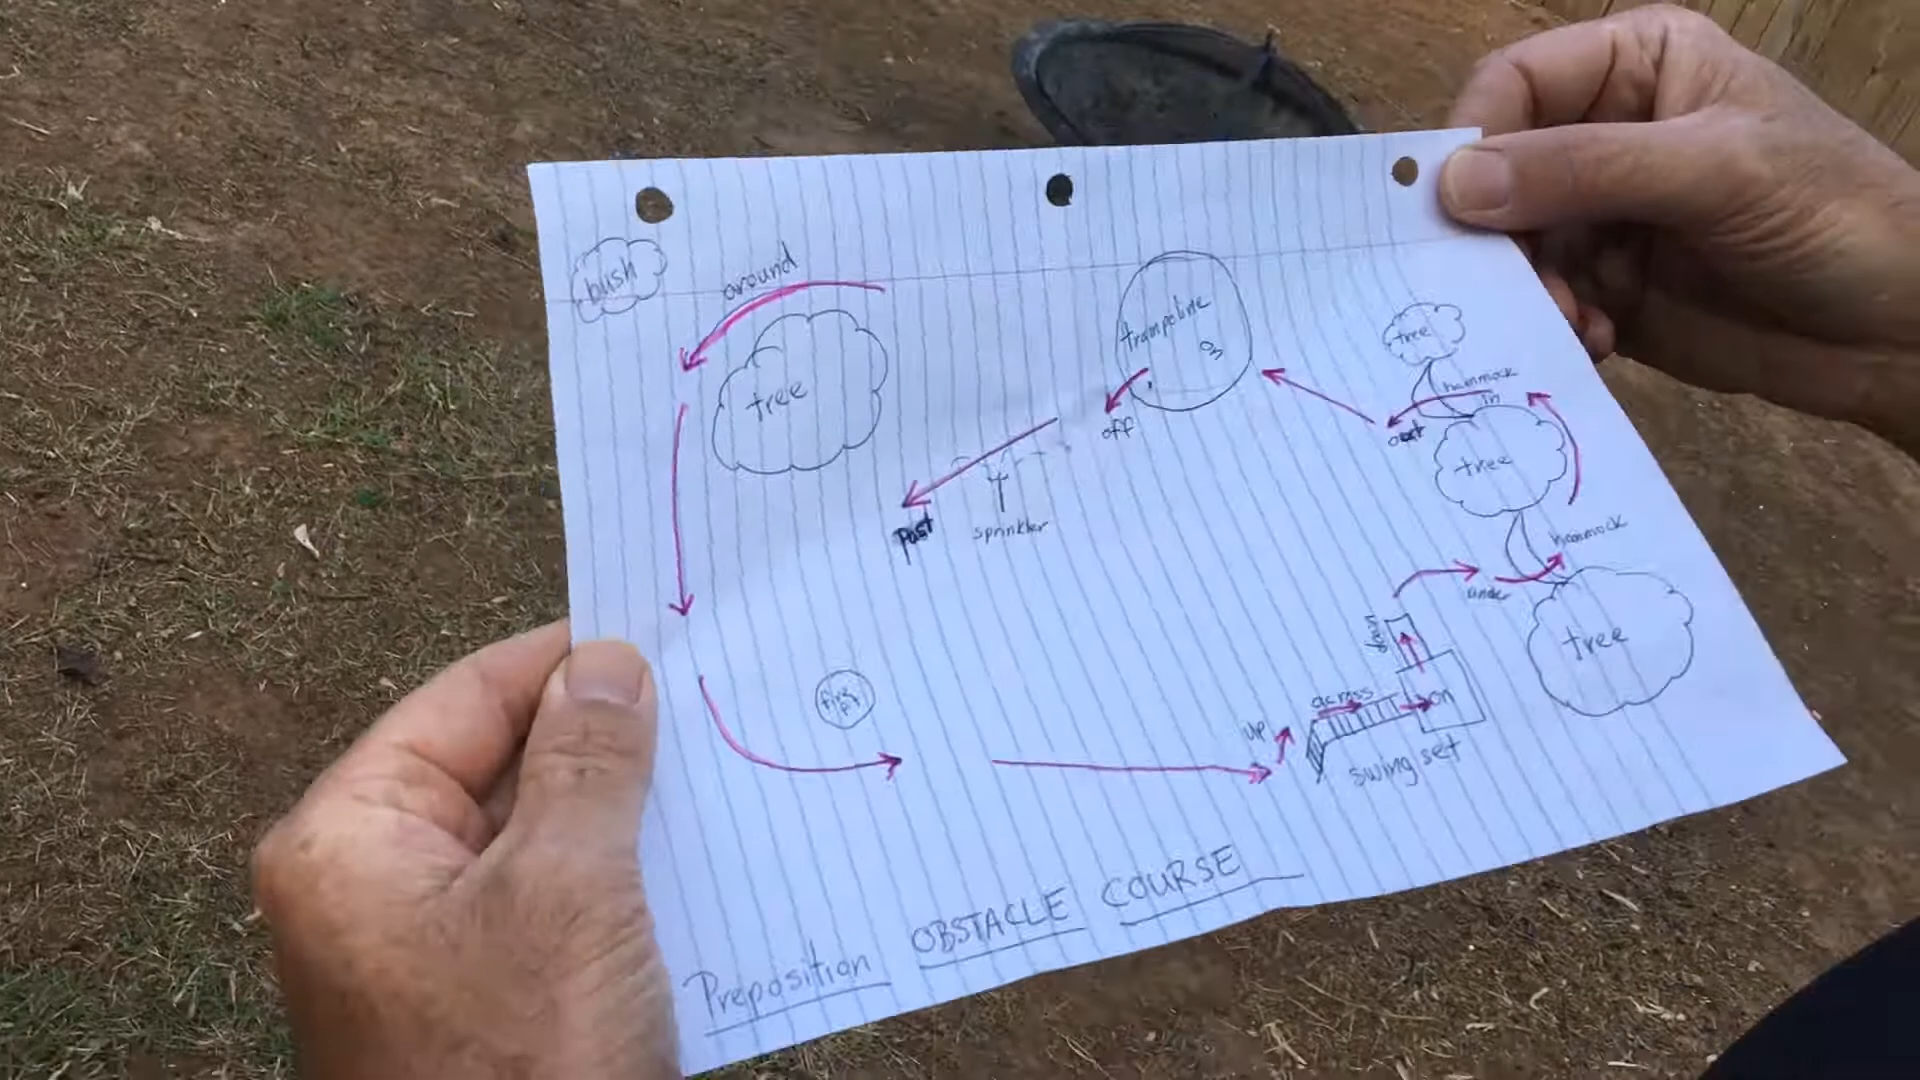 bush
around
tree
trampoline
on
off
past
sprinkler
tree
hammock
in
out
tree
hammock
under
tree
down
across
on
up
swing set
fire
pit
Preposition OBSTACLE COURSE